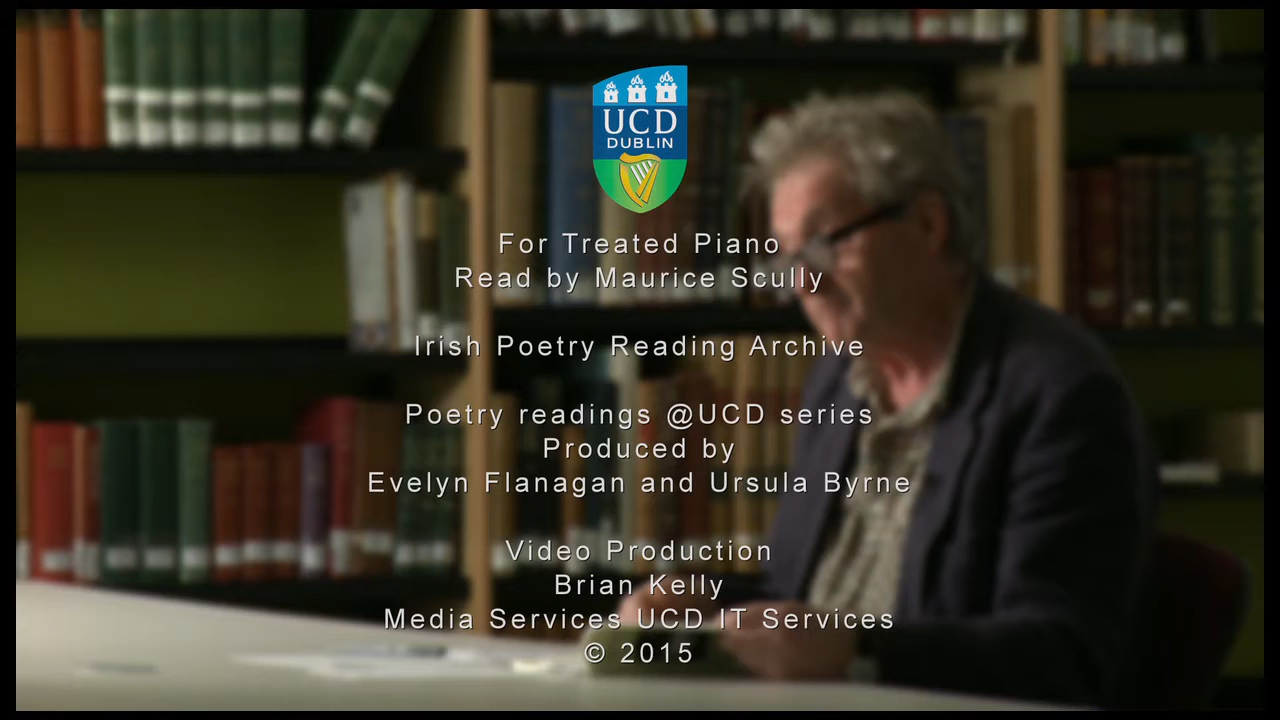 UCD
DUBLIN
For Treated Piano
Read by Maurice Scully
Irish Poetry Reading Archive
Poetry readings @UCD series
Produced by
Evelyn Flanagan and Ursula Byrne
Video Production
Brian Kelly
Media Services UCD IT Services
© 2015